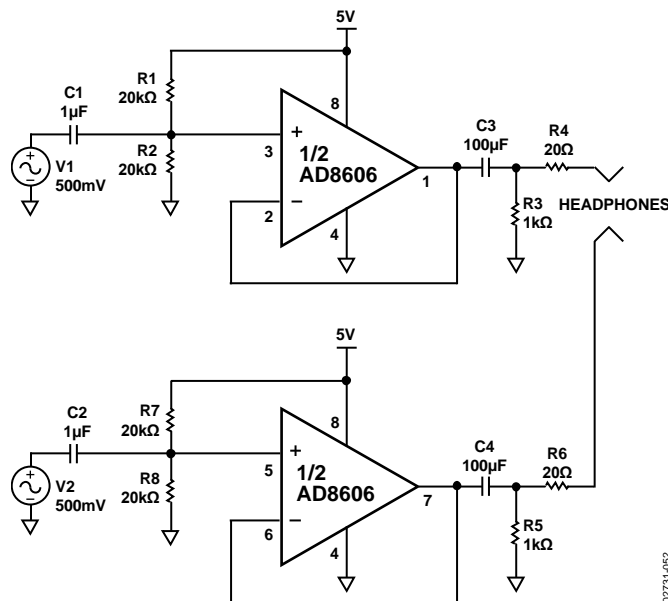 5V
R1
20kΩ
C1
1µF
8
V1
500mV
R2
20kΩ
+
3
1/2
AD8606
1
−
2
4
C3
100µF
R4
20Ω
R3
1kΩ
HEADPHONES
5V
R7
20kΩ
C2
1µF
8
V2
500mV
R8
20kΩ
+
5
1/2
AD8606
7
−
6
4
C4
100µF
R6
20Ω
R5
1kΩ
02731-052